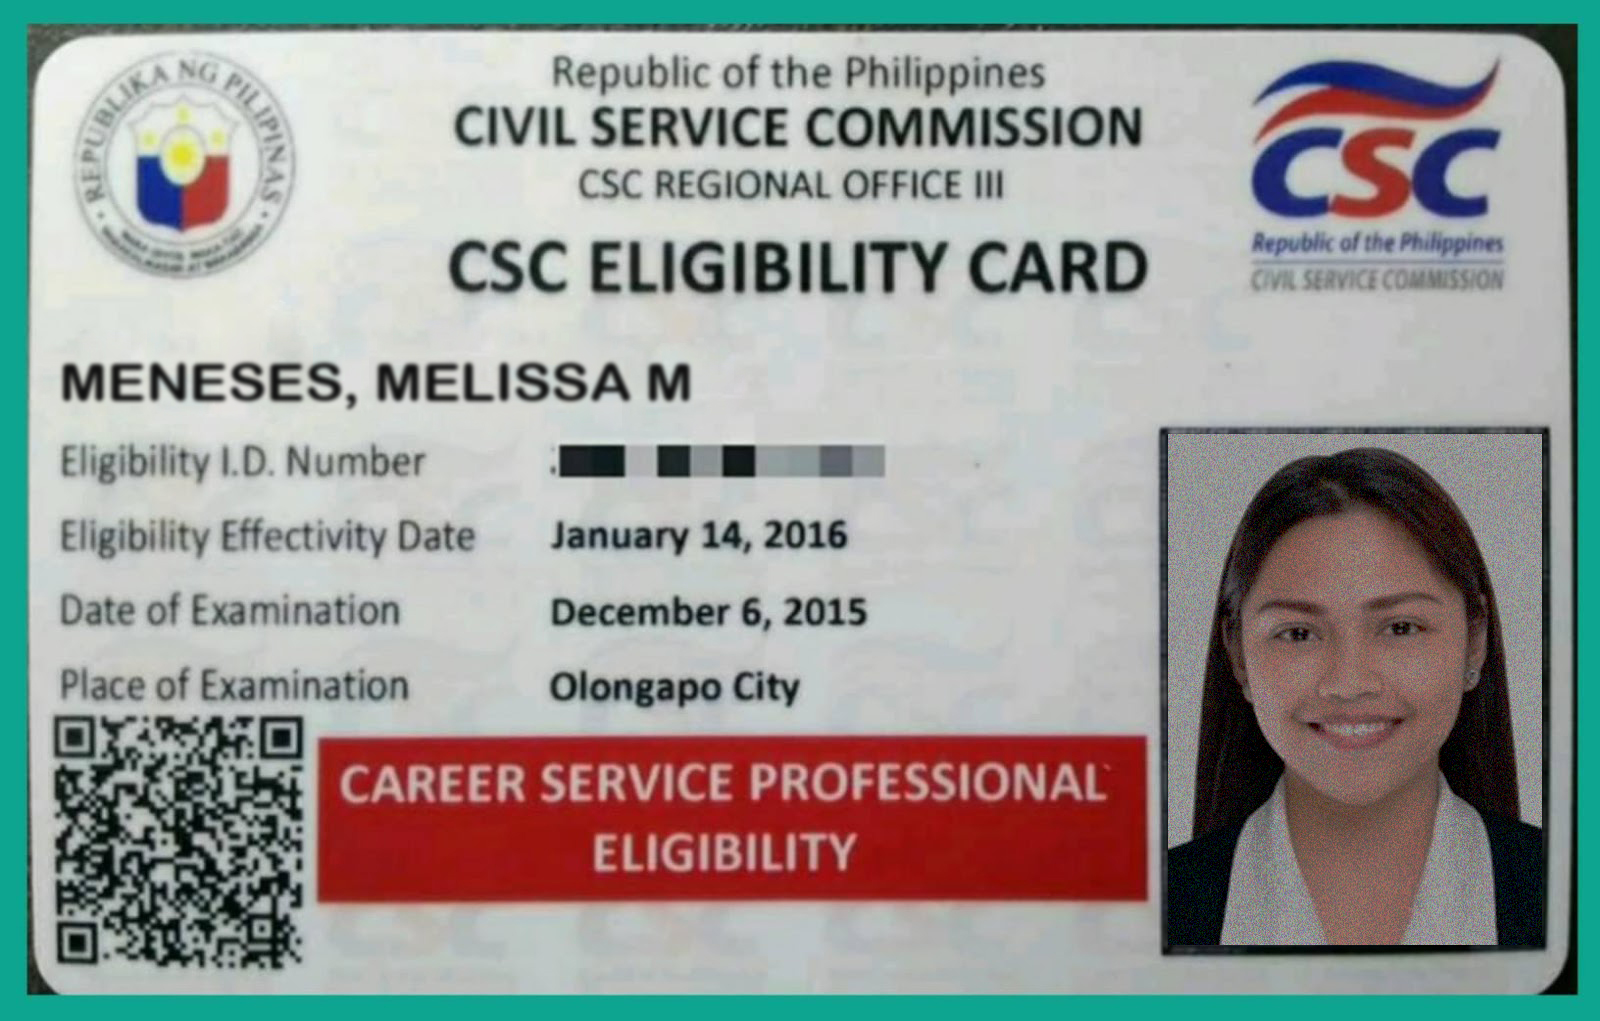 REPUBLIKA NG PILIPINAS
Republic of the Philippines
CIVIL SERVICE COMMISSION
CSC REGIONAL OFFICE III
CSC ELIGIBILITY CARD
CSC
Republic of the Philippines
CIVIL SERVICE COMMISSION
MENESES, MELISSA M
Eligibility I.D. Number
Eligibility Effectivity Date January 14, 2016
Date of Examination December 6, 2015
Place of Examination Olongapo City
CAREER SERVICE PROFESSIONAL
ELIGIBILITY